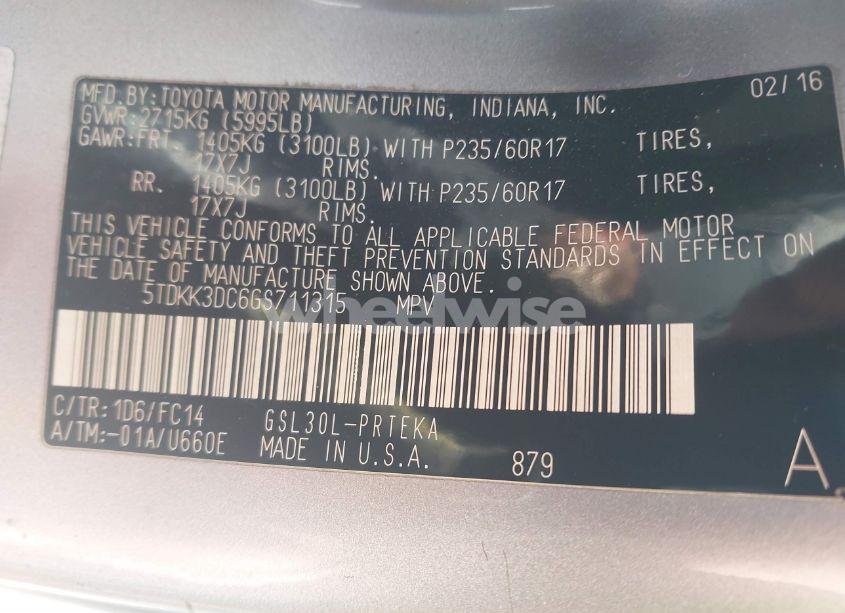 MFD.BY:TOYOTA MOTOR MANUFACTURING, INDIANA, INC. 02/16
GVWR:2715KG (5995LB)
GAWR:FRT. 1405KG (3100LB) WITH P235/60R17 TIRES,
17X7J RIMS.
RR. 1405KG (3100LB) WITH P235/60R17 TIRES,
17X7J RIMS.
THIS VEHICLE CONFORMS TO ALL APPLICABLE FEDERAL MOTOR
VEHICLE SAFETY AND THEFT PREVENTION STANDARDS IN EFFECT ON
THE DATE OF MANUFACTURE SHOWN ABOVE.
5TDKK3DC6GS711315 MPV
wheelwise
C/TR:1D6/FC14 GSL30L-PRTEKA
A/TM:-01A/U660E MADE IN U.S.A. 879 A